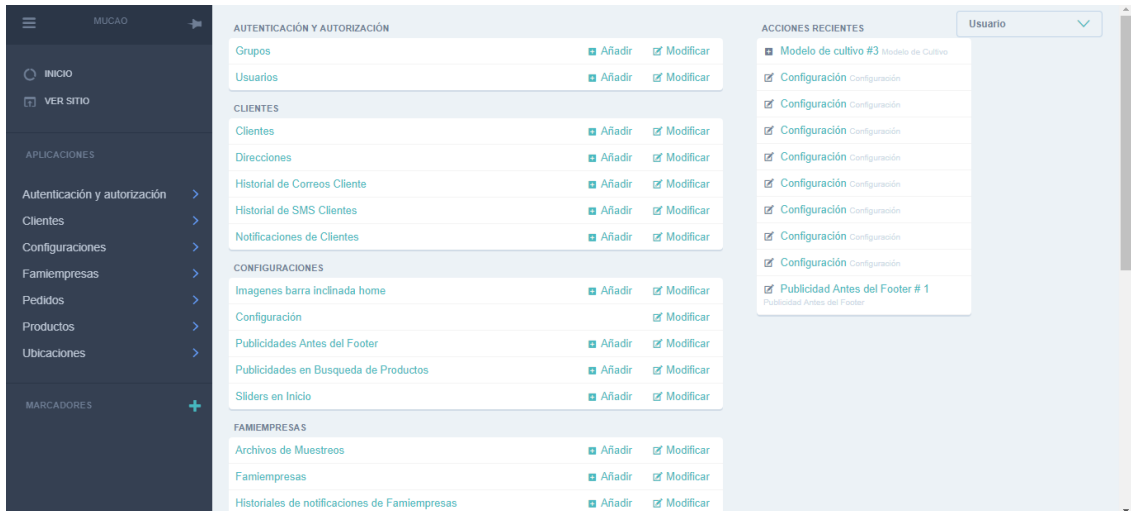 MUCAO
INICIO
VER SITIO
APLICACIONES
Autenticación y autorización
Clientes
Configuraciones
Famiempresas
Pedidos
Productos
Ubicaciones
MARCADORES
AUTENTICACIÓN Y AUTORIZACIÓN
Grupos Añadir Modificar
Usuarios Añadir Modificar
CLIENTES
Clientes Añadir Modificar
Direcciones Añadir Modificar
Historial de Correos Cliente Añadir Modificar
Historial de SMS Clientes Añadir Modificar
Notificaciones de Clientes Añadir Modificar
CONFIGURACIONES
Imagenes barra inclinada home Añadir Modificar
Configuración Modificar
Publicidades Antes del Footer Añadir Modificar
Publicidades en Busqueda de Productos Añadir Modificar
Sliders en Inicio Añadir Modificar
FAMIEMPRESAS
Archivos de Muestreos Añadir Modificar
Famiempresas Añadir Modificar
Historiales de notificaciones de Famiempresas Añadir Modificar
Usuario
ACCIONES RECIENTES
Modelo de cultivo #3 Modelo de Cultivo
Configuración Configuración
Configuración Configuración
Configuración Configuración
Configuración Configuración
Configuración Configuración
Configuración Configuración
Configuración Configuración
Configuración Configuración
Publicidad Antes del Footer # 1
Publicidad Antes del Footer